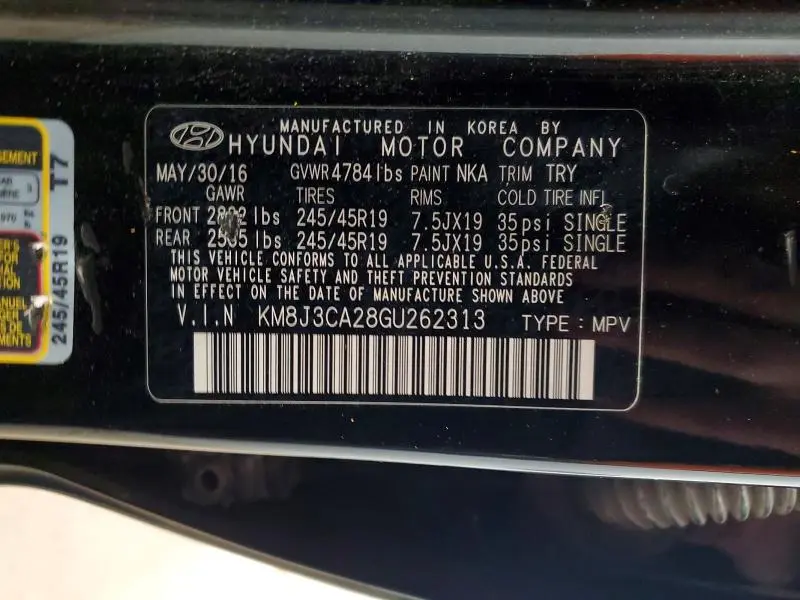 MANUFACTURED IN KOREA BY
HYUNDAI MOTOR COMPANY
MAY/30/16 GVWR 4784 lbs PAINT NKA TRIM TRY
GAWR TIRES RIMS COLD TIRE INFL
FRONT lbs 245/45R19 7.5JX19 35psi SINGLE
REAR lbs 245/45R19 7.5JX19 35psi SINGLE
THIS VEHICLE CONFORMS TO ALL APPLICABLE U.S.A. FEDERAL
MOTOR VEHICLE SAFETY AND THEFT PREVENTION STANDARDS
IN EFFECT ON THE DATE OF MANUFACTURE SHOWN ABOVE
V.I.N KM8J3CA28GU262313 TYPE : MPV
245/45R19 T7